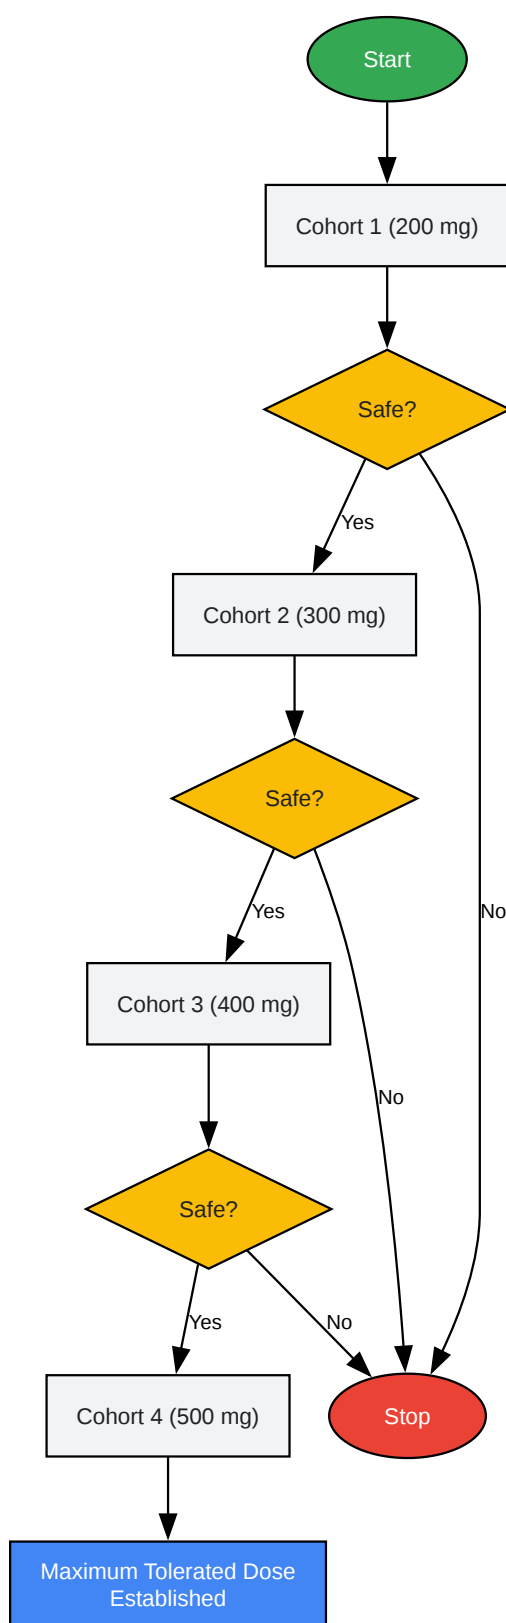 Start
Cohort 1 (200 mg)
Safe?
Yes
Cohort 2 (300 mg)
Safe?
Yes
No
Cohort 3 (400 mg)
No
Safe?
Yes
No
Cohort 4 (500 mg)
Stop
Maximum Tolerated Dose
Established